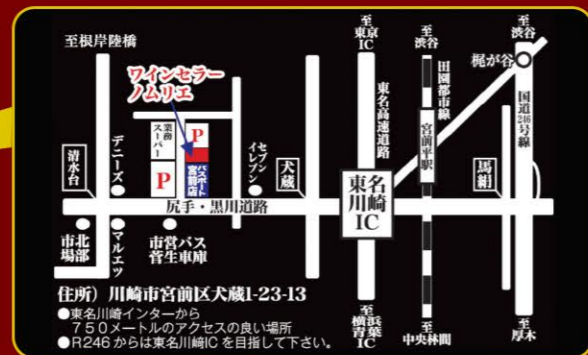 至根岸陸橋
至東京IC
至渋谷
至渋谷
ワインセラー
ノムリエ
梶が谷
田園都市線
東名高速道路
国道246号線
デニーズ
業務スーパー
P
P
パスポート宮前店
セブンイレブン
清水台
犬蔵
宮前平駅
馬絹
東名
川崎
IC
尻手・黒川道路
北部市場
マルエツ
市営バス
菅生車庫
住所）川崎市宮前区犬蔵1-23-13
●東名川崎インターから
７５０メートルのアクセスの良い場所
●R246からは東名川崎ICを目指して下さい。
至横浜青葉IC
至中央林間
至厚木